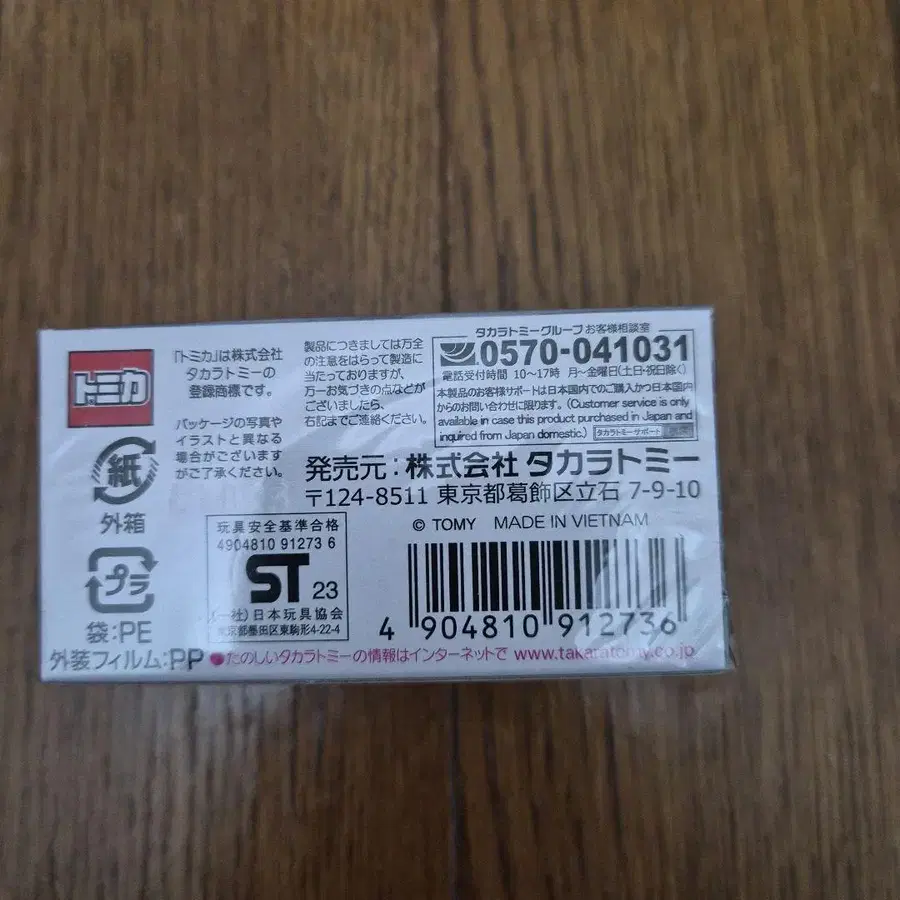 トミカ
「トミカ」は株式会社
タカラトミーの
登録商標です。
パッケージの写真や
イラストと異なる
場合がございます
がご了承ください。
製品につきましては万全
の注意をはらって製造に
当たっておりますが、
万一お気づきの点などが
ございましたら、
右記までご連絡ください。
タカラトミーグループお客様相談室
0570-041031
電話受付時間 10〜17時 月〜金曜日(土日・祝日除く)
本製品のお客様サポートは日本国内でのご購入かつ日本国内
からのお問い合わせに限ります。(Customer service is only
available in case this product purchased in Japan and
inquired from Japan domestic.) タカラトミーサポート
発売元:株式会社 タカラトミー
〒124-8511 東京都葛飾区立石 7-9-10
© TOMY MADE IN VIETNAM
紙
外箱
プラ
袋:PE
外装フィルム:PP
玩具安全基準合格
4904810 91273 6
ST 23
(一社)日本玩具協会
東京都墨田区東駒形4-22-4
4 904810 912736
●たのしいタカラトミーの情報はインターネットで www.takaratomy.co.jp